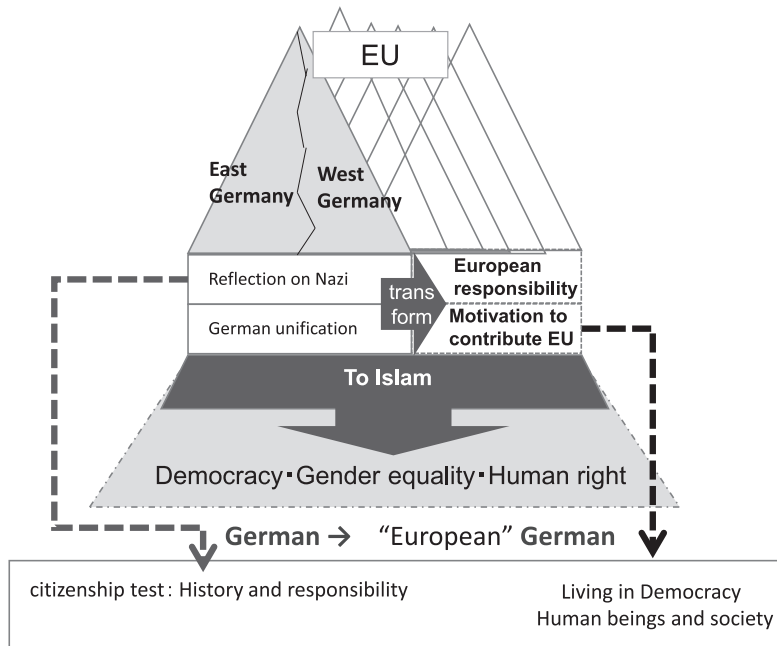 EU
East
Germany
West
Germany
Reflection on Nazi
German unification
trans
form
European
responsibility
Motivation to
contribute EU
To Islam
Democracy・Gender equality・Human right
German → “European” German
citizenship test : History and responsibility
Living in Democracy
Human beings and society